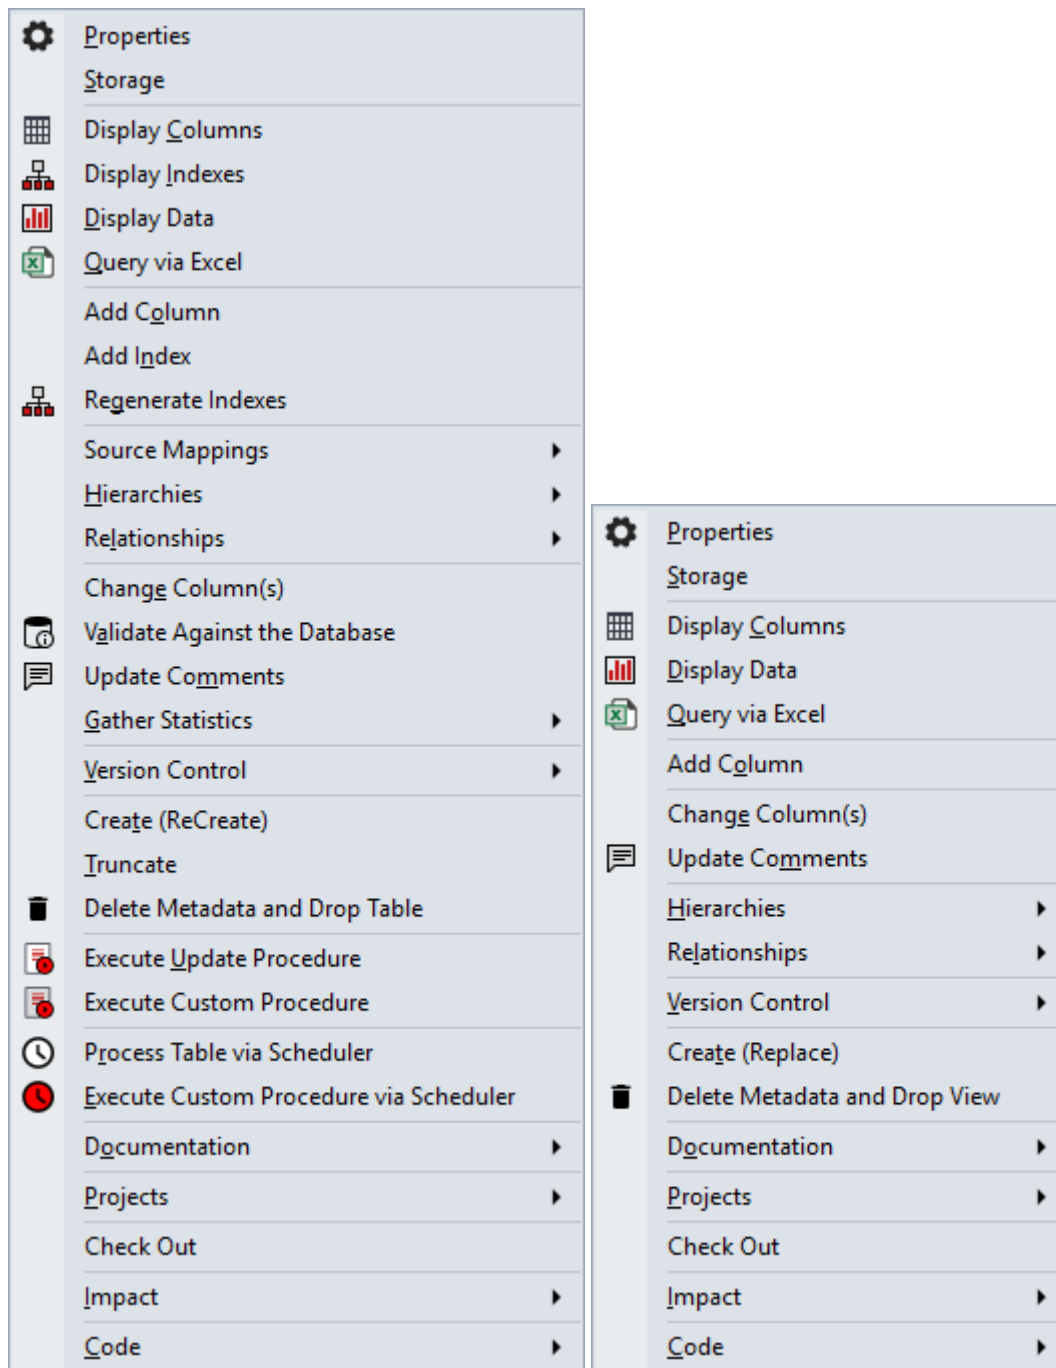 Properties
Storage
Display Columns
Display Indexes
Display Data
Query via Excel
Add Column
Add Index
Regenerate Indexes
Source Mappings
Hierarchies
Relationships
Change Column(s)
Validate Against the Database
Update Comments
Gather Statistics
Version Control
Create (ReCreate)
Truncate
Delete Metadata and Drop Table
Execute Update Procedure
Execute Custom Procedure
Process Table via Scheduler
Execute Custom Procedure via Scheduler
Documentation
Projects
Check Out
Impact
Code
Properties
Storage
Display Columns
Display Data
Query via Excel
Add Column
Change Column(s)
Update Comments
Hierarchies
Relationships
Version Control
Create (Replace)
Delete Metadata and Drop View
Documentation
Projects
Check Out
Impact
Code